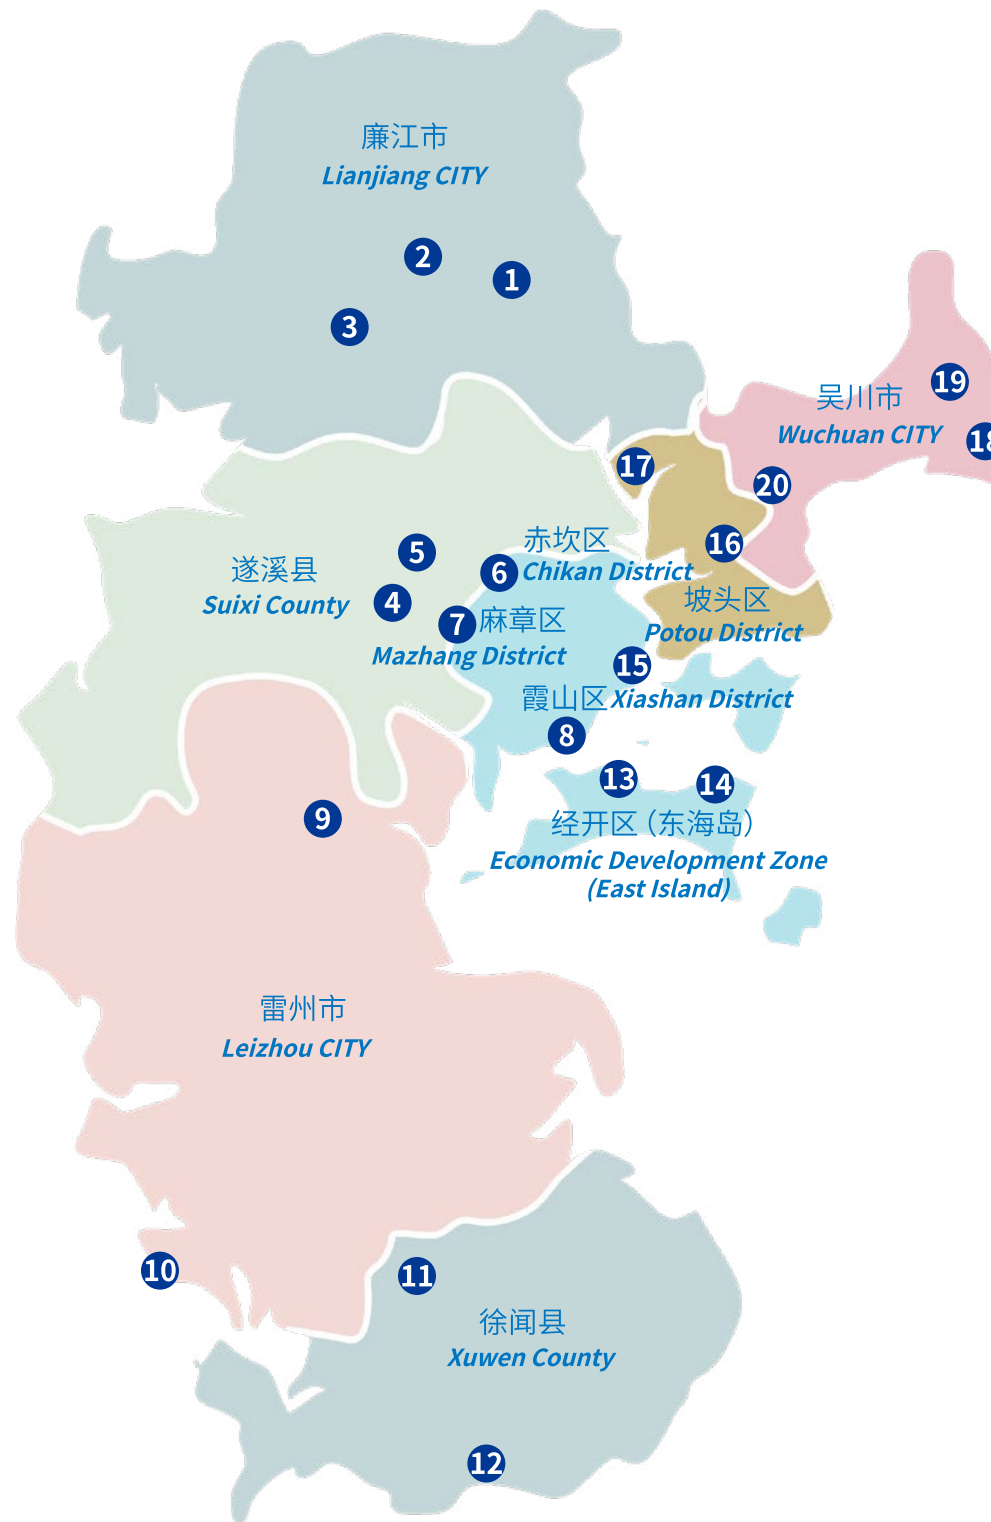 廉江市
Lianjiang CITY
2
1
3
19
吴川市
Wuchuan CITY
18
17
20
赤坎区
16
5
遂溪县
6
Chikan District
Suixi County
4
坡头区
7
麻章区
Potou District
Mazhang District
15
霞山区 Xiashan District
8
13
14
9
经开区（东海岛）
Economic Development Zone
(East Island)
雷州市
Leizhou CITY
10
11
徐闻县
Xuwen County
12